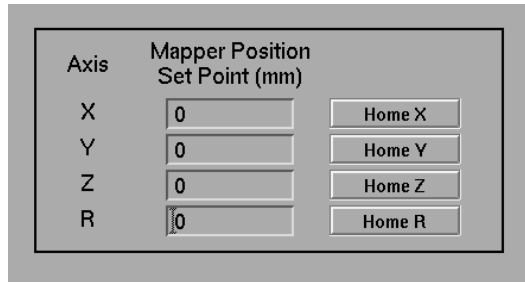 Axis Mapper Position
Set Point (mm)
X 0 Home X
Y 0 Home Y
Z 0 Home Z
R 0 Home R